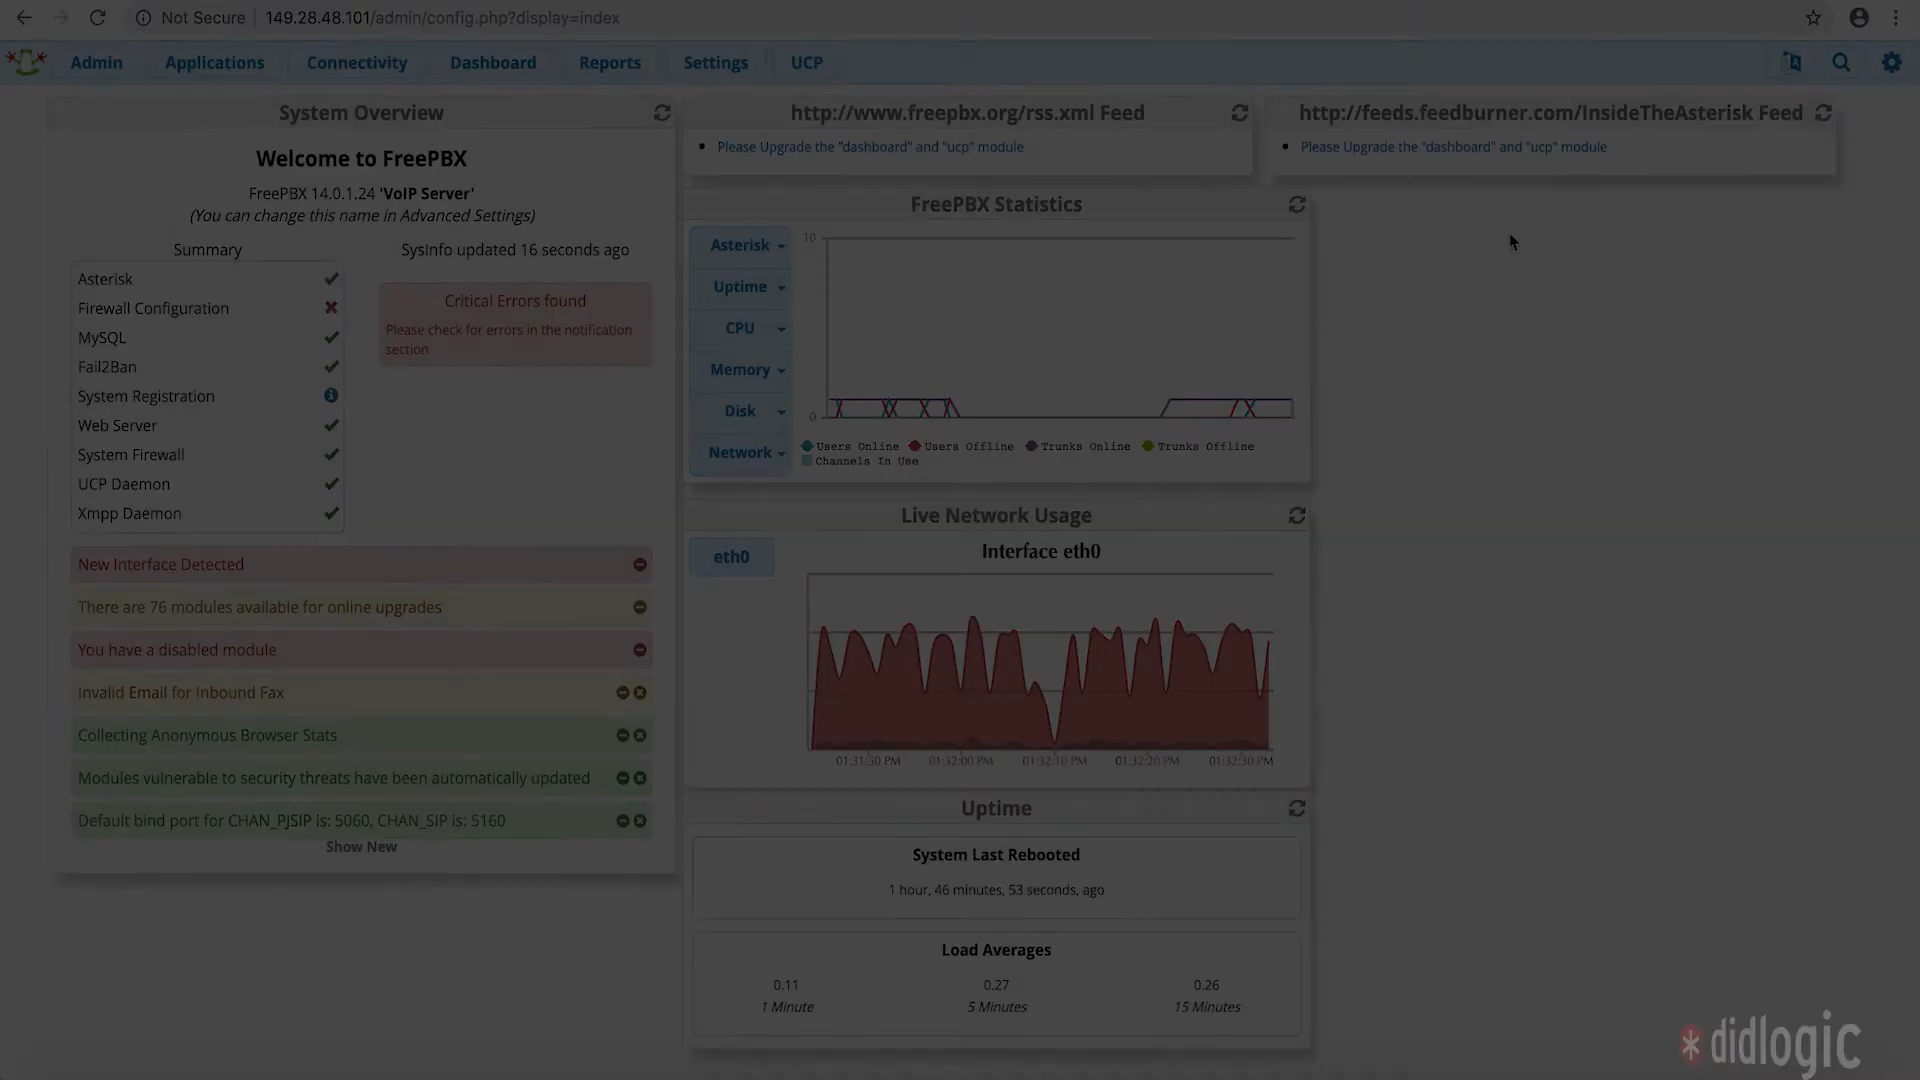 Not Secure 149.28.48.101/admin/config.php?display=index
Admin Applications Connectivity Dashboard Reports Settings UCP
System Overview
Welcome to FreePBX
FreePBX 14.0.1.24 'VoIP Server'
(You can change this name in Advanced Settings)
Summary
SysInfo updated 16 seconds ago
Asterisk
Firewall Configuration
MySQL
Fail2Ban
System Registration
Web Server
System Firewall
UCP Daemon
Xmpp Daemon
Critical Errors found
Please check for errors in the notification
section
New Interface Detected
There are 76 modules available for online upgrades
You have a disabled module
Invalid Email for Inbound Fax
Collecting Anonymous Browser Stats
Modules vulnerable to security threats have been automatically updated
Default bind port for CHAN_PJSIP is: 5060, CHAN_SIP is: 5160
Show New
http://www.freepbx.org/rss.xml Feed
Please Upgrade the "dashboard" and "ucp" module
http://feeds.feedburner.com/InsideTheAsterisk Feed
Please Upgrade the "dashboard" and "ucp" module
FreePBX Statistics
Asterisk
Uptime
CPU
Memory
Disk
Network
10
0
Users Online Users Offline Trunks Online Trunks Offline
Channels In Use
Live Network Usage
eth0
Interface eth0
01:31:50 PM 01:32:00 PM 01:32:10 PM 01:32:20 PM 01:32:30 PM
Uptime
System Last Rebooted
1 hour, 46 minutes, 53 seconds, ago
Load Averages
0.11 0.27 0.26
1 Minute 5 Minutes 15 Minutes
didlogic